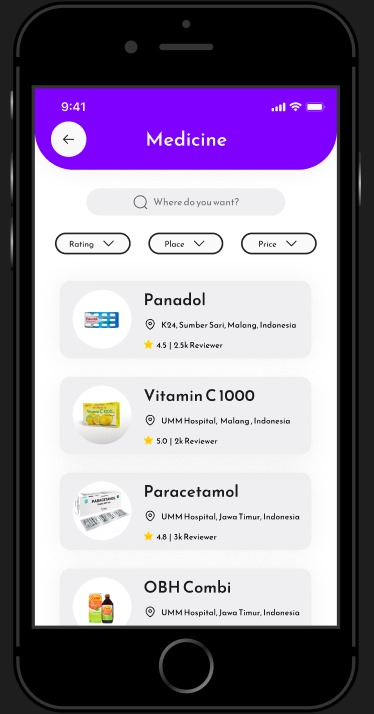 9:41
Medicine
Where do you want?
Rating
Place
Price
Panadol
K24, Sumber Sari, Malang, Indonesia
4.5 | 2.5k Reviewer
Vitamin C 1000
UMM Hospital, Malang, Indonesia
5.0 | 2k Reviewer
PARACETAMOL
Paracetamol
UMM Hospital, Jawa Timur, Indonesia
4.8 | 3k Reviewer
OBH Combi
UMM Hospital, Jawa Timur, Indonesia